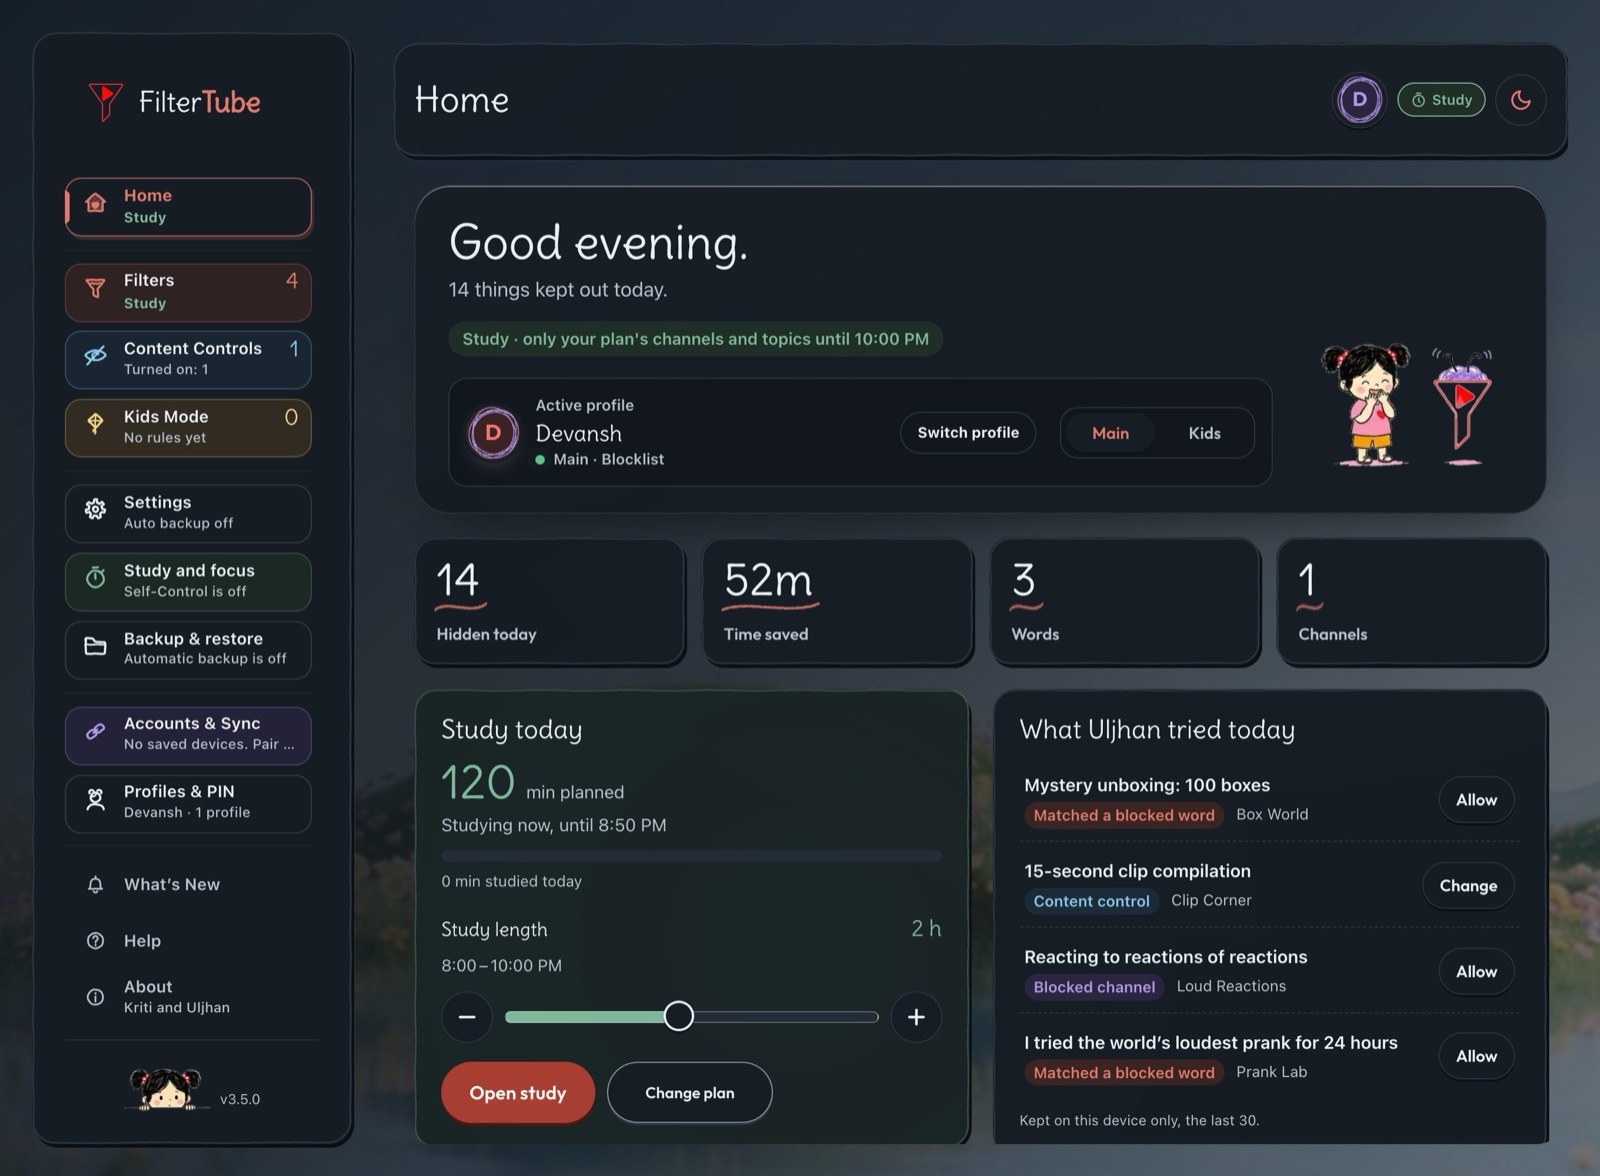 FilterTube
Home
Study
Filters
4
Study
Content Controls
1
Turned on: 1
Kids Mode
0
No rules yet
Settings
Auto backup off
Study and focus
Self-Control is off
Backup & restore
Automatic backup is off
Accounts & Sync
No saved devices. Pair ...
Profiles & PIN
Devansh · 1 profile
What's New
Help
About
Kriti and Uljhan
v3.5.0
Home
D
Study
Good evening.
14 things kept out today.
Study · only your plan's channels and topics until 10:00 PM
D
Active profile
Devansh
Main · Blocklist
Switch profile
Main
Kids
14
Hidden today
52m
Time saved
3
Words
1
Channels
Study today
120 min planned
Studying now, until 8:50 PM
0 min studied today
Study length
2 h
8:00–10:00 PM
Open study
Change plan
What Uljhan tried today
Mystery unboxing: 100 boxes
Matched a blocked word
Box World
Allow
15-second clip compilation
Content control
Clip Corner
Change
Reacting to reactions of reactions
Blocked channel
Loud Reactions
Allow
I tried the world's loudest prank for 24 hours
Matched a blocked word
Prank Lab
Allow
Kept on this device only, the last 30.